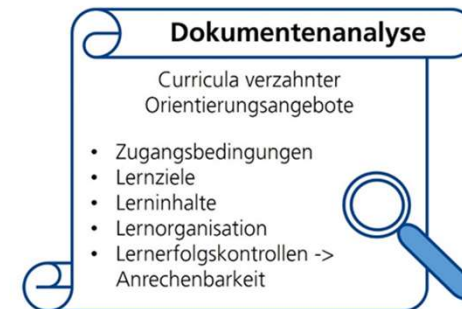 Dokumentenanalyse
Curricula verzahnter
Orientierungsangebote
• Zugangsbedingungen
• Lernziele
• Lerninhalte
• Lernorganisation
• Lernerfolgskontrollen ->
Anrechenbarkeit